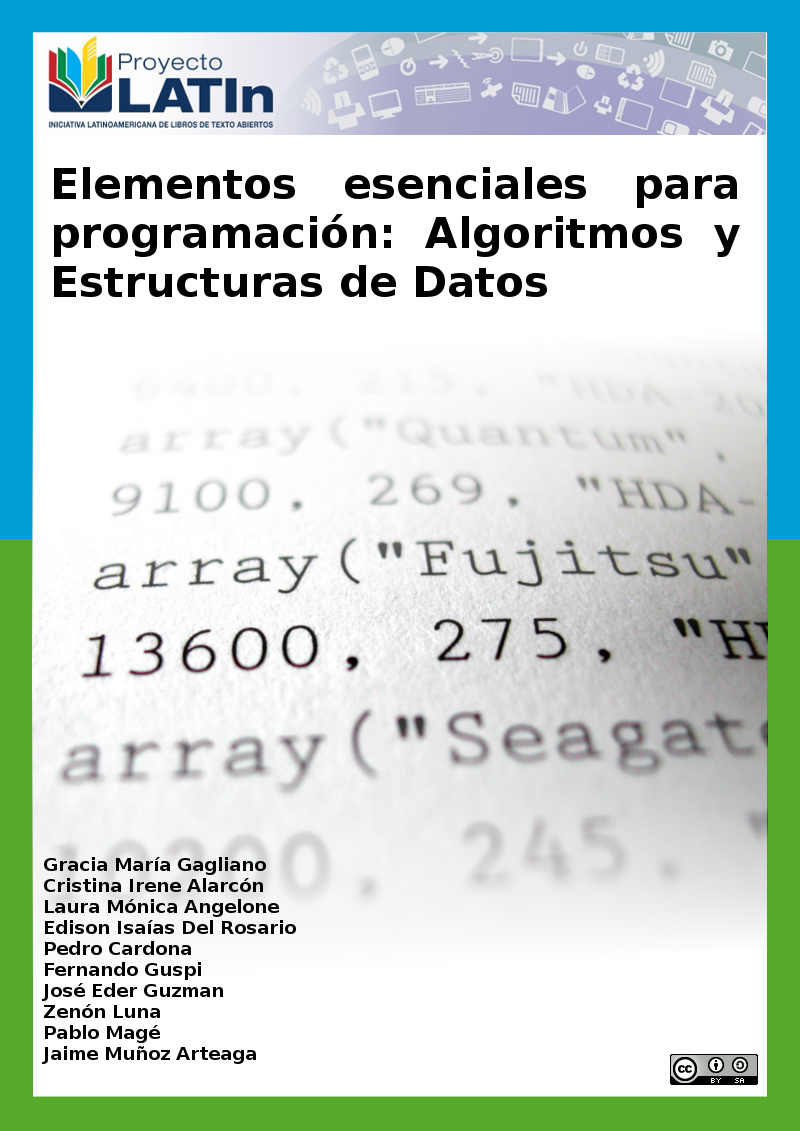 Proyecto
LATIn
INICIATIVA LATINOAMERICANA DE LIBROS DE TEXTO ABIERTOS
Elementos esenciales para
programación: Algoritmos y
Estructuras de Datos
6400, 215, "HDA-20
array("Quantum",
9100, 269, "HDA-
array("Fujitsu"
13600, 275, "H
array("Seagate
245,
Gracia María Gagliano
Cristina Irene Alarcón
Laura Mónica Angelone
Edison Isaías Del Rosario
Pedro Cardona
Fernando Guspi
José Eder Guzman
Zenón Luna
Pablo Magé
Jaime Muñoz Arteaga
cc BY SA